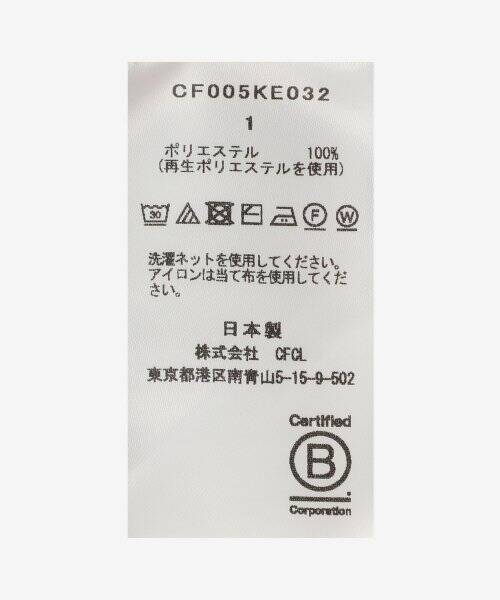 CF005KE032
1
ポリエステル 100%
(再生ポリエステルを使用)
30 F W
洗濯ネットを使用してください。
アイロンは当て布を使用してくだ
さい。
日本製
株式会社 CFCL
東京都港区南青山5-15-9-502
Certified
B
Corporation